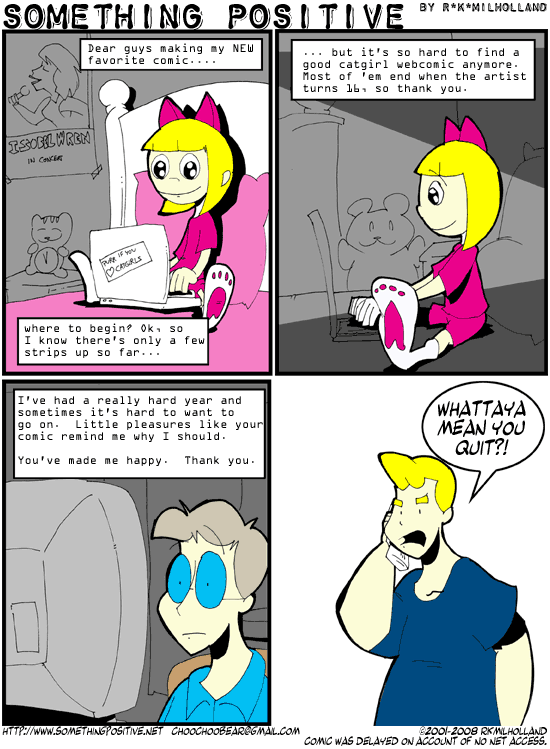 SOMETHING POSITIVE
BY R*K*MILHOLLAND
Dear guys making my NEW
favorite comic....
ISOBEL WREN
IN CONCERT
PURR IF YOU
♥ CATGIRLS
where to begin? Ok, so
I know there's only a few
strips up so far...
... but it's so hard to find a
good catgirl webcomic anymore.
Most of 'em end when the artist
turns 16, so thank you.
I've had a really hard year and
sometimes it's hard to want to
go on. Little pleasures like your
comic remind me why I should.
You've made me happy. Thank you.
WHATTAYA
MEAN YOU
QUIT?!
HTTP://WWW.SOMETHINGPOSITIVE.NET CHOOCHOOBEAR@GMAIL.COM
©2001-2008 RKMILHOLLAND
COMIC WAS DELAYED ON ACCOUNT OF NO NET ACCESS.